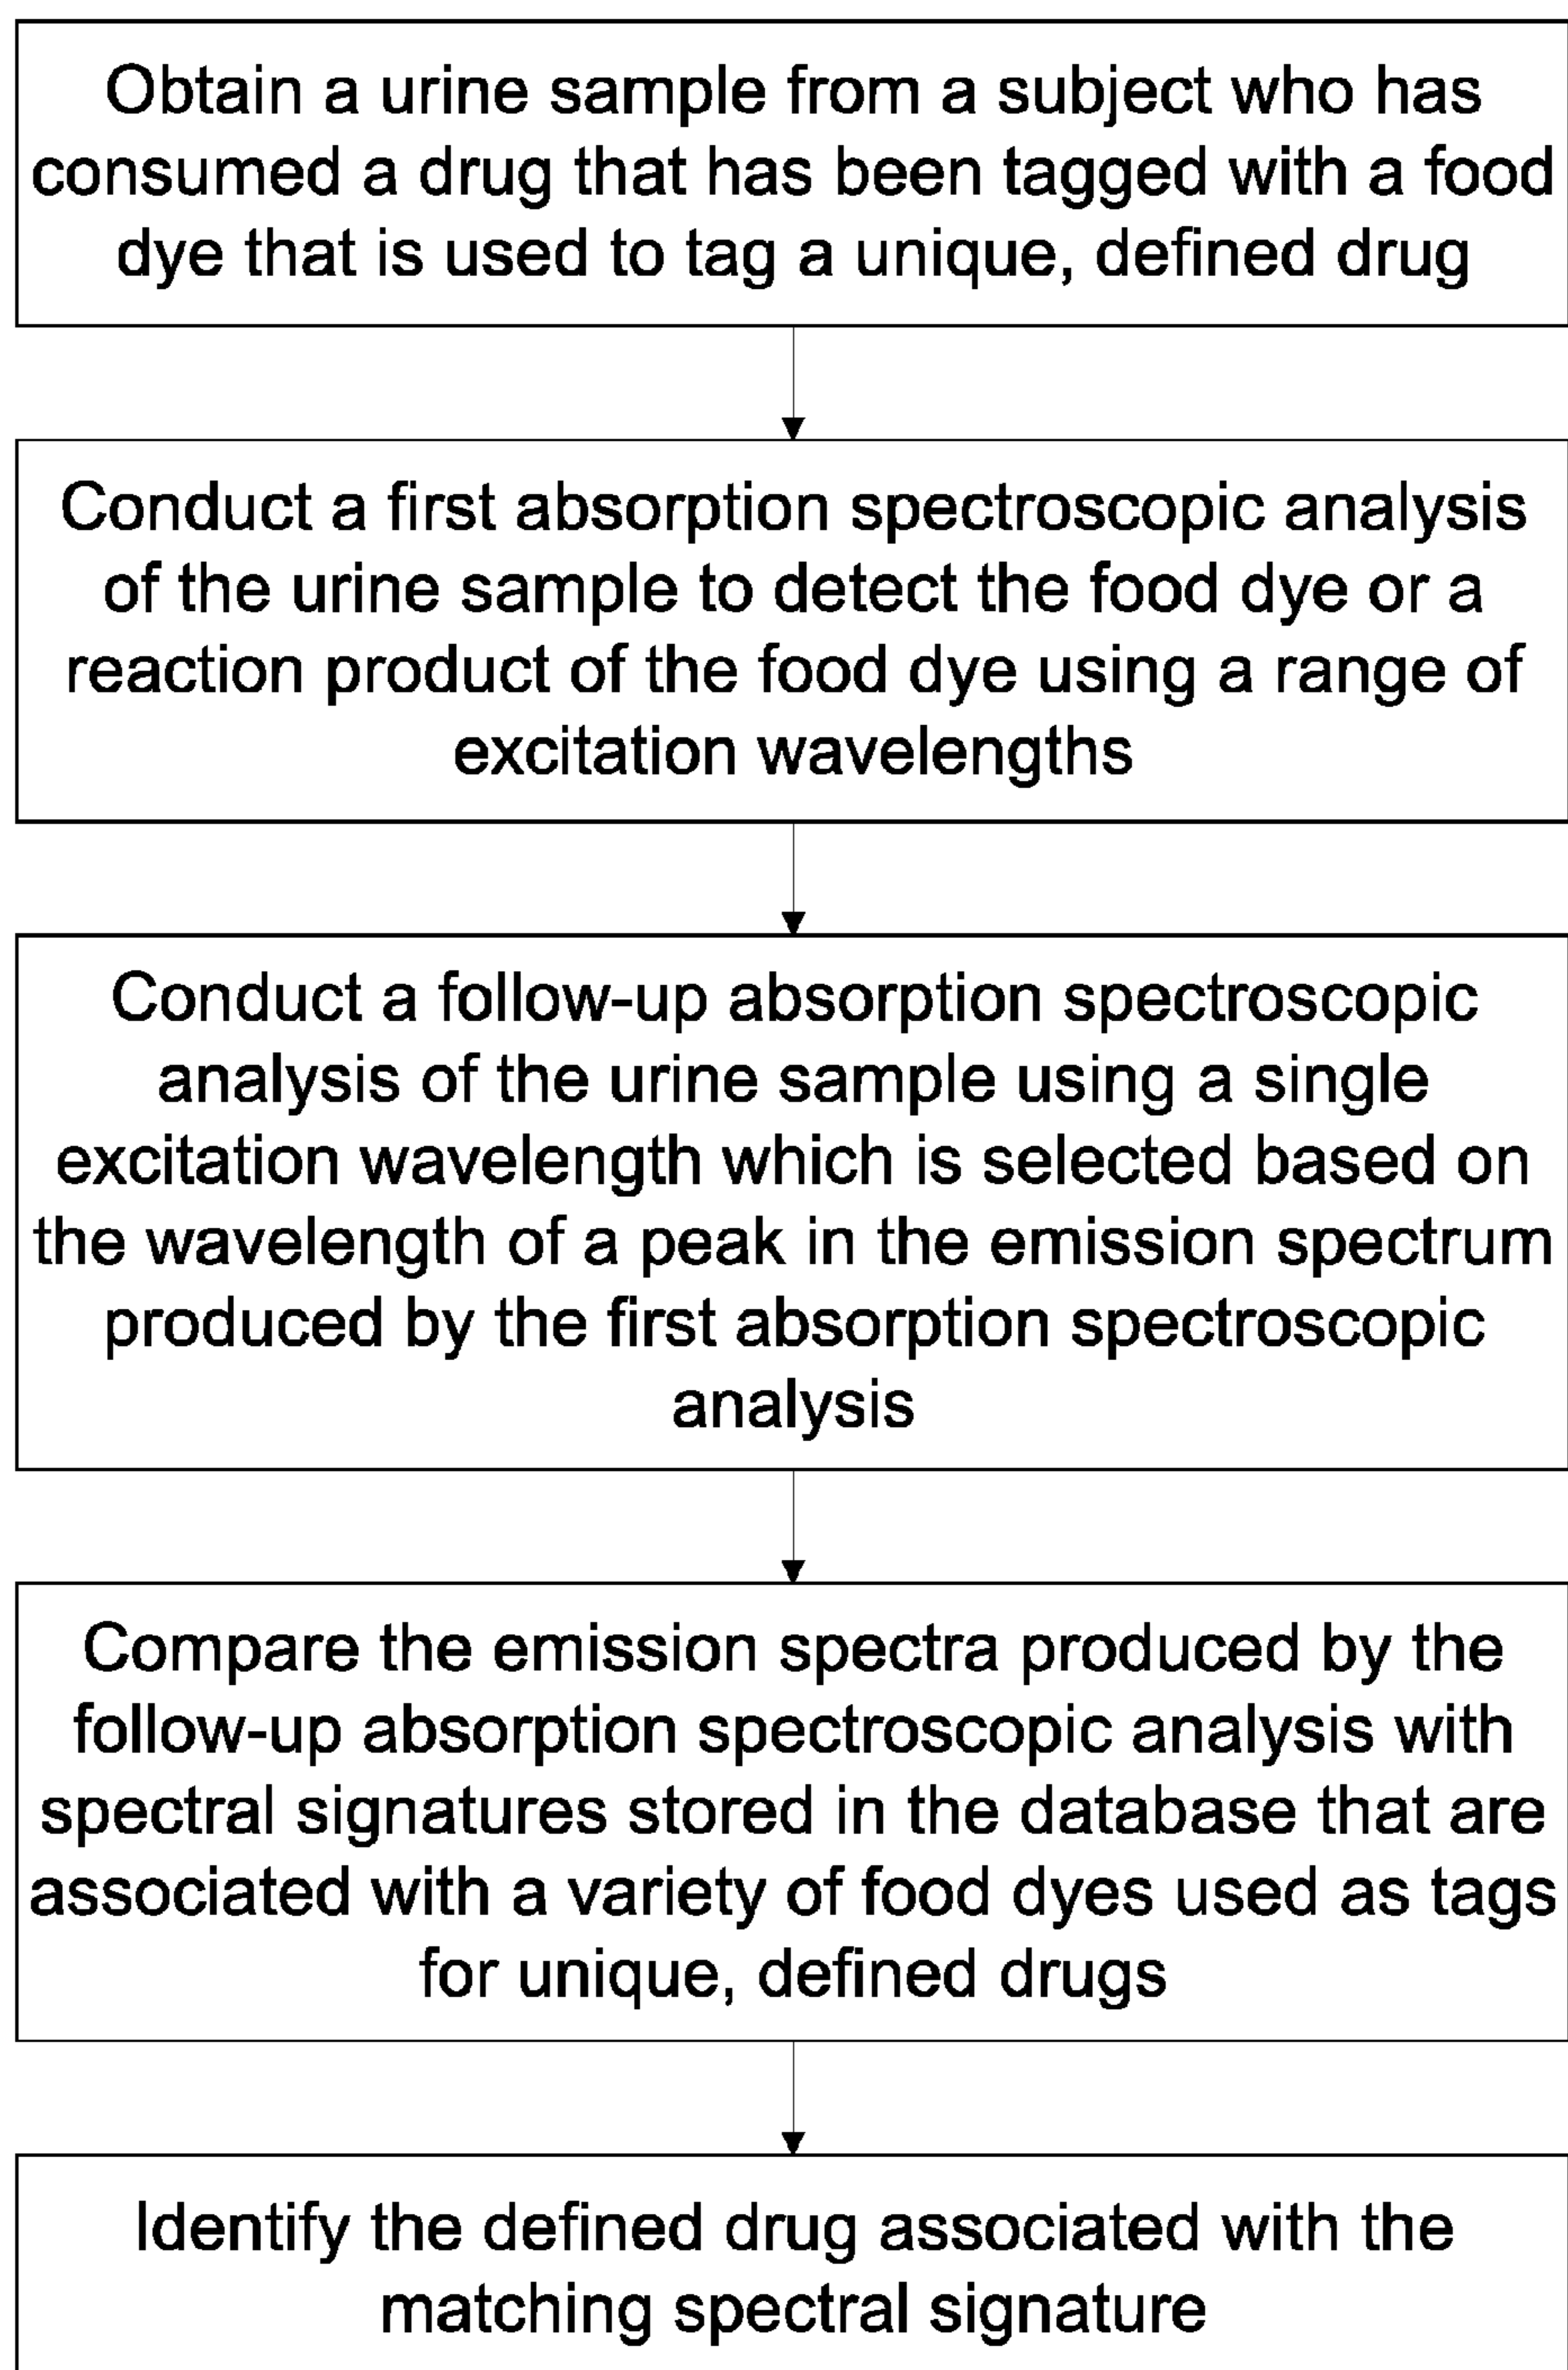 Obtain a urine sample from a subject who has
consumed a drug that has been tagged with a food
dye that is used to tag a unique, defined drug
Conduct a first absorption spectroscopic analysis
of the urine sample to detect the food dye or a
reaction product of the food dye using a range of
excitation wavelengths
Conduct a follow-up absorption spectroscopic
analysis of the urine sample using a single
excitation wavelength which is selected based on
the wavelength of a peak in the emission spectrum
produced by the first absorption spectroscopic
analysis
Compare the emission spectra produced by the
follow-up absorption spectroscopic analysis with
spectral signatures stored in the database that are
associated with a variety of food dyes used as tags
for unique, defined drugs
Identify the defined drug associated with the
matching spectral signature